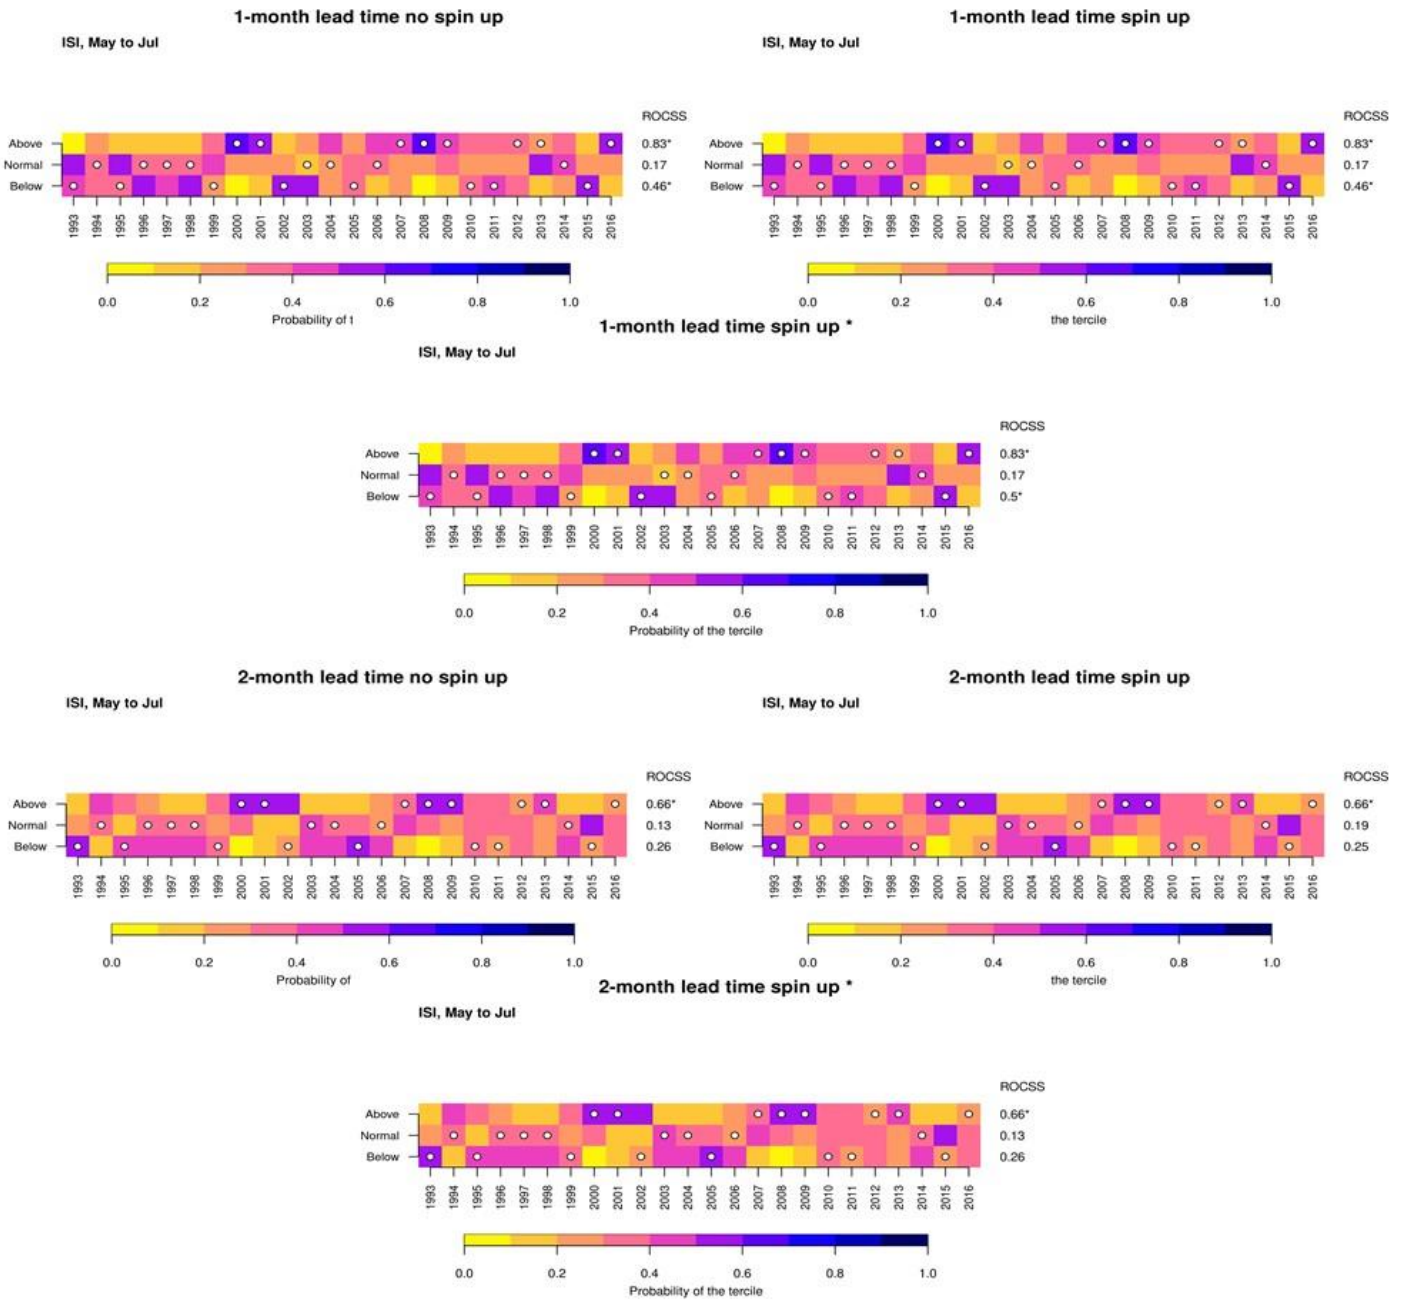 1-month lead time no spin up
ISI, May to Jul
ROCSS
Above 0.83*
Normal 0.17
Below 0.46*
1993 1994 1995 1996 1997 1998 1999 2000 2001 2002 2003 2004 2005 2006 2007 2008 2009 2010 2011 2012 2013 2014 2015 2016
0.0 0.2 0.4 0.6 0.8 1.0
Probability of t
1-month lead time spin up
ISI, May to Jul
ROCSS
Above 0.83*
Normal 0.17
Below 0.46*
1993 1994 1995 1996 1997 1998 1999 2000 2001 2002 2003 2004 2005 2006 2007 2008 2009 2010 2011 2012 2013 2014 2015 2016
0.0 0.2 0.4 0.6 0.8 1.0
the tercile
1-month lead time spin up *
ISI, May to Jul
ROCSS
Above 0.83*
Normal 0.17
Below 0.5*
1993 1994 1995 1996 1997 1998 1999 2000 2001 2002 2003 2004 2005 2006 2007 2008 2009 2010 2011 2012 2013 2014 2015 2016
0.0 0.2 0.4 0.6 0.8 1.0
Probability of the tercile
2-month lead time no spin up
ISI, May to Jul
ROCSS
Above 0.66*
Normal 0.13
Below 0.26
1993 1994 1995 1996 1997 1998 1999 2000 2001 2002 2003 2004 2005 2006 2007 2008 2009 2010 2011 2012 2013 2014 2015 2016
0.0 0.2 0.4 0.6 0.8 1.0
Probability of
2-month lead time spin up
ISI, May to Jul
ROCSS
Above 0.66*
Normal 0.19
Below 0.25
1993 1994 1995 1996 1997 1998 1999 2000 2001 2002 2003 2004 2005 2006 2007 2008 2009 2010 2011 2012 2013 2014 2015 2016
0.0 0.2 0.4 0.6 0.8 1.0
the tercile
2-month lead time spin up *
ISI, May to Jul
ROCSS
Above 0.66*
Normal 0.13
Below 0.26
1993 1994 1995 1996 1997 1998 1999 2000 2001 2002 2003 2004 2005 2006 2007 2008 2009 2010 2011 2012 2013 2014 2015 2016
0.0 0.2 0.4 0.6 0.8 1.0
Probability of the tercile